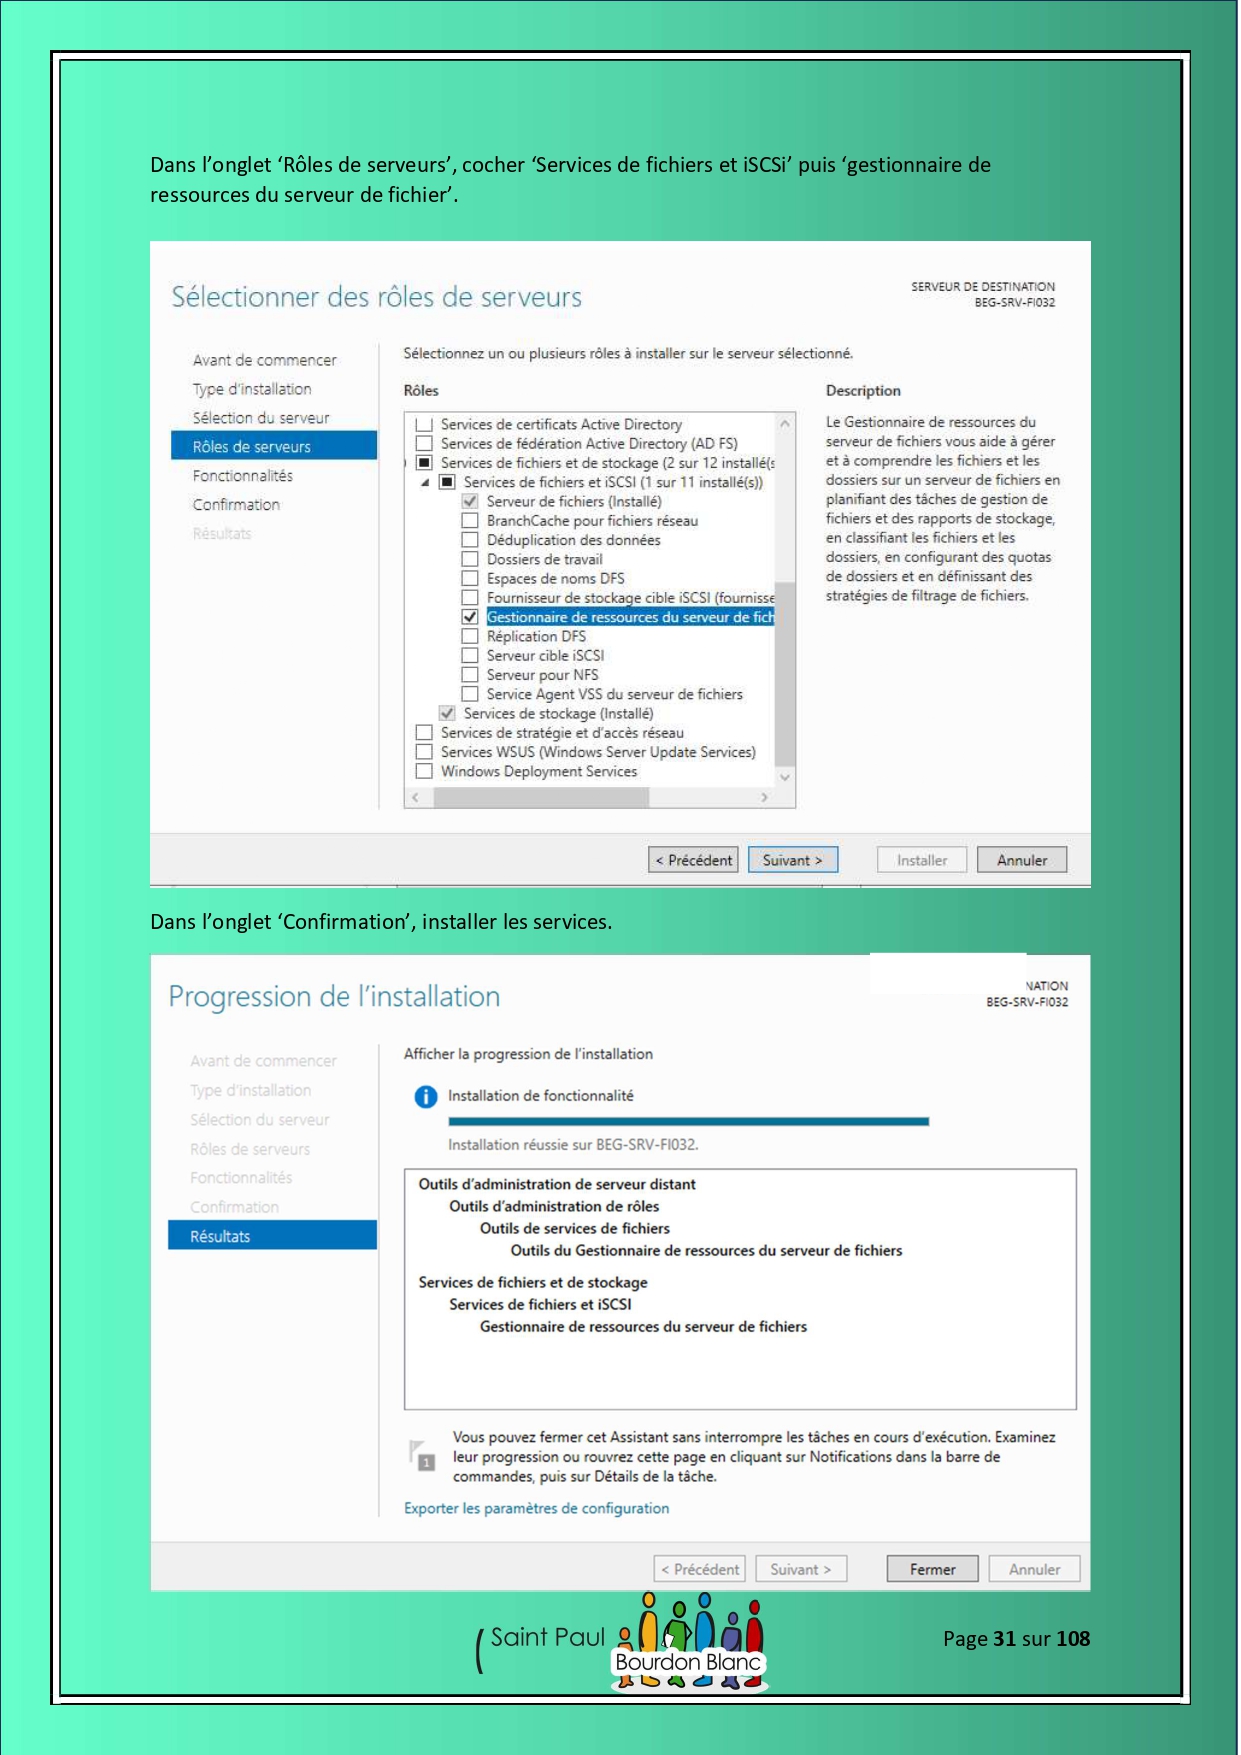 Dans l’onglet ‘Rôles de serveurs’, cocher ‘Services de fichiers et iSCSi’ puis ‘gestionnaire de
ressources du serveur de fichier’.
Sélectionner des rôles de serveurs
SERVEUR DE DESTINATION
BEG-SRV-FI032
Avant de commencer
Type d'installation
Sélection du serveur
Rôles de serveurs
Fonctionnalités
Confirmation
Résultats
Sélectionnez un ou plusieurs rôles à installer sur le serveur sélectionné.
Rôles
Services de certificats Active Directory
Services de fédération Active Directory (AD FS)
Services de fichiers et de stockage (2 sur 12 installé(s
Services de fichiers et iSCSI (1 sur 11 installé(s))
Serveur de fichiers (Installé)
BranchCache pour fichiers réseau
Déduplication des données
Dossiers de travail
Espaces de noms DFS
Fournisseur de stockage cible iSCSI (fournisse
Gestionnaire de ressources du serveur de fich
Réplication DFS
Serveur cible iSCSI
Serveur pour NFS
Service Agent VSS du serveur de fichiers
Services de stockage (Installé)
Services de stratégie et d'accès réseau
Services WSUS (Windows Server Update Services)
Windows Deployment Services
Description
Le Gestionnaire de ressources du
serveur de fichiers vous aide à gérer
et à comprendre les fichiers et les
dossiers sur un serveur de fichiers en
planifiant des tâches de gestion de
fichiers et des rapports de stockage,
en classifiant les fichiers et les
dossiers, en configurant des quotas
de dossiers et en définissant des
stratégies de filtrage de fichiers.
< Précédent
Suivant >
Installer
Annuler
Dans l’onglet ‘Confirmation’, installer les services.
Progression de l'installation
NATION
BEG-SRV-FI032
Avant de commencer
Type d'installation
Sélection du serveur
Rôles de serveurs
Fonctionnalités
Confirmation
Résultats
Afficher la progression de l'installation
Installation de fonctionnalité
Installation réussie sur BEG-SRV-FI032.
Outils d'administration de serveur distant
Outils d'administration de rôles
Outils de services de fichiers
Outils du Gestionnaire de ressources du serveur de fichiers
Services de fichiers et de stockage
Services de fichiers et iSCSI
Gestionnaire de ressources du serveur de fichiers
1
Vous pouvez fermer cet Assistant sans interrompre les tâches en cours d'exécution. Examinez
leur progression ou rouvrez cette page en cliquant sur Notifications dans la barre de
commandes, puis sur Détails de la tâche.
Exporter les paramètres de configuration
< Précédent
Suivant >
Fermer
Annuler
Saint Paul
Bourdon Blanc
Page 31 sur 108